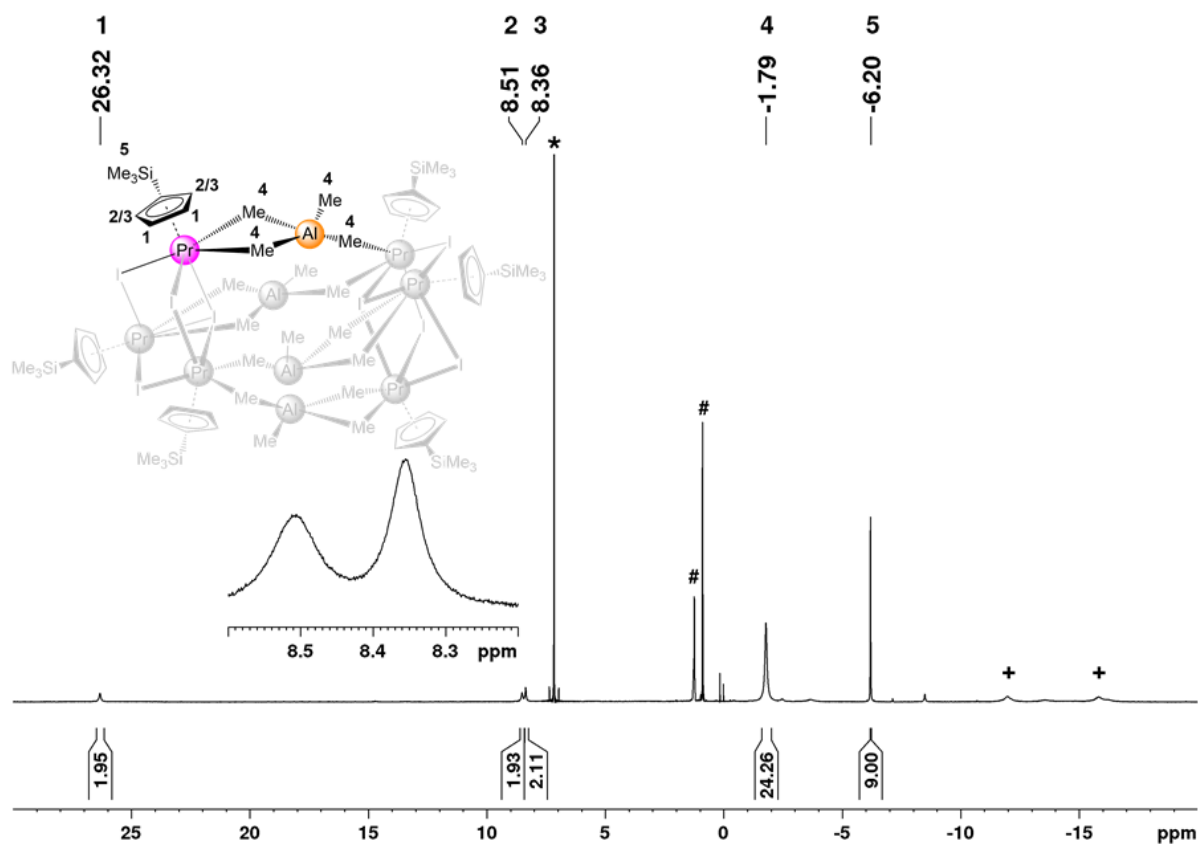 1 2 3 4 5
26.32 8.51 8.36 -1.79 -6.20
*
5
Me3Si
SiMe3
2/3 4 4
Me
2/3 1 Me Al 4
1 4 Me Me
Pr Me Pr I
I Me SiMe3
Me Al Me Pr
I I I
Pr Me Me I
Me3Si Me
Pr Me Al Me I
I Me Me Pr
Al Me
Me
Me3Si SiMe3
# #
8.5 8.4 8.3 ppm
+ +
1.95 1.93 2.11 24.26 9.00
25 20 15 10 5 0 -5 -10 -15 ppm